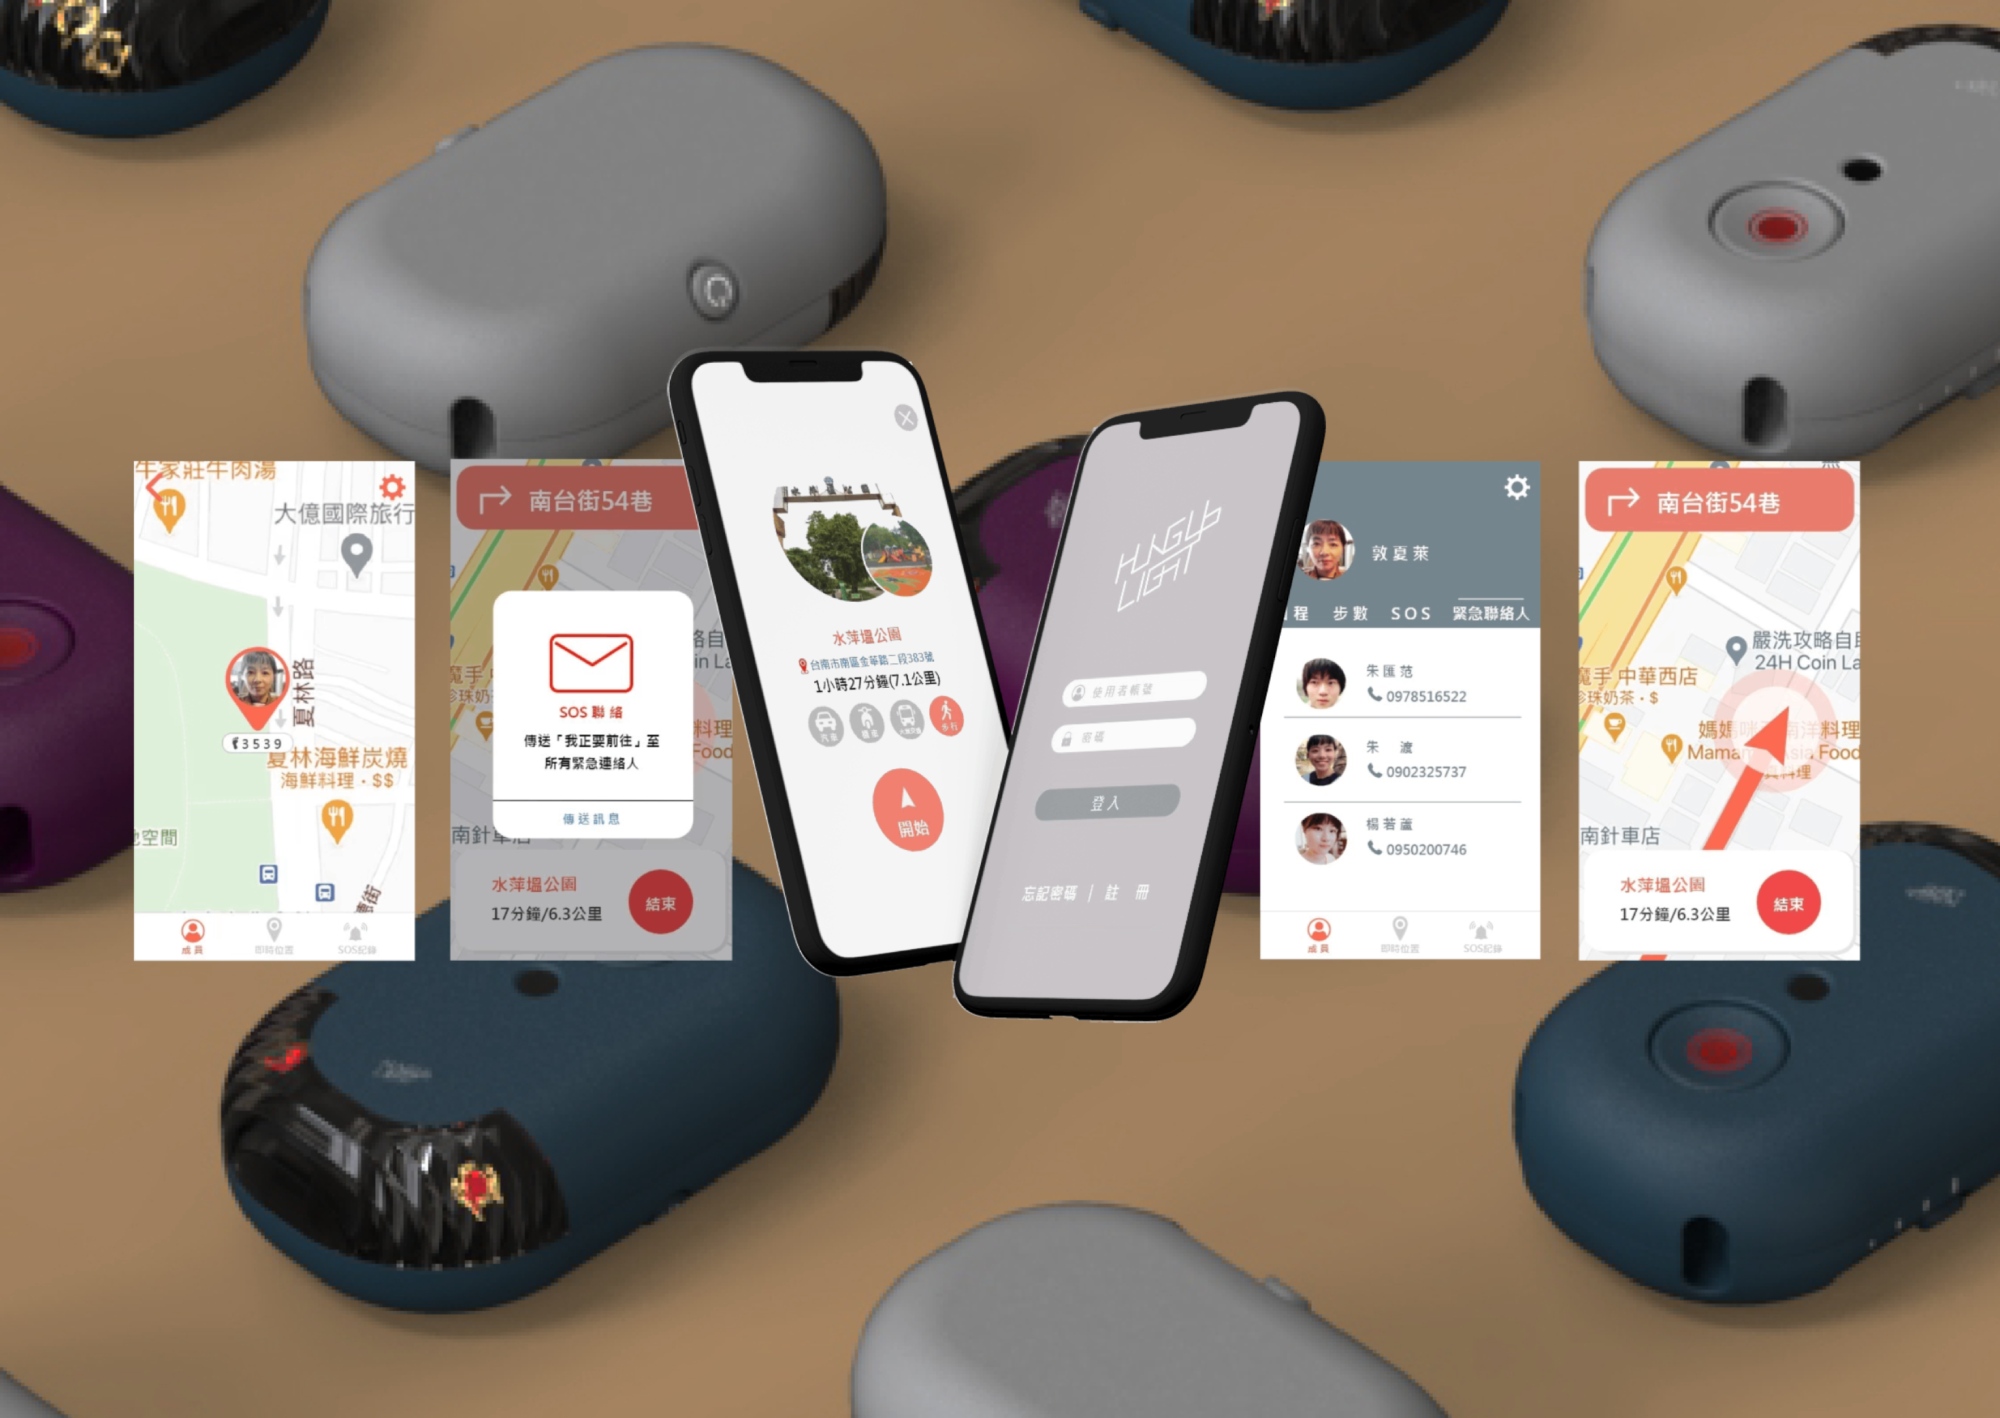 牛家莊牛肉湯
大億國際旅行
夏林路
3539
夏林海鮮炭燒
海鮮料理・$$
空間
成員
即時位置
SOS紀錄
南台街54巷
SOS 聯絡
傳送「我正要前往」至
所有緊急連絡人
傳送訊息
南針車店
水萍塭公園
17分鐘/6.3公里
結束
水萍塭公園
台南市南區金華路二段383號
1小時27分鐘(7.1公里)
汽車
步行
開始
使用者帳號
密碼
登入
忘記密碼 | 註 冊
敦夏萊
程 步數 SOS 緊急聯絡人
朱匯范
0978516522
朱 渡
0902325737
楊若蘆
0950200746
成員
即時位置
SOS紀錄
南台街54巷
嚴洗攻略自
24H Coin La
魔手 中華西店
珍珠奶茶・$
南洋料理
Asia Food
南針車店
水萍塭公園
17分鐘/6.3公里
結束